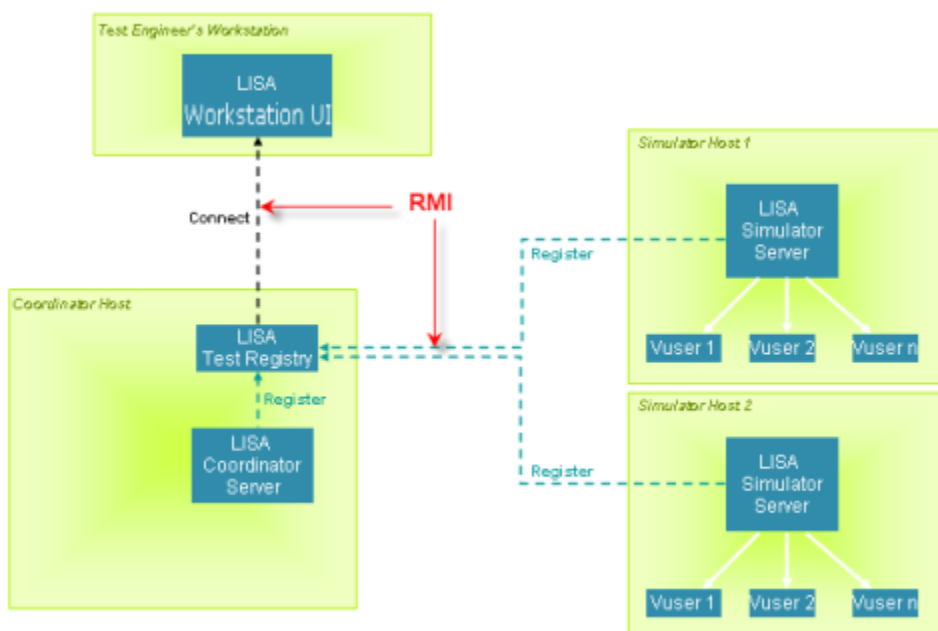 Test Engineer's Workstation
LISA
Workstation UI
Connect
RMI
Coordinator Host
LISA
Test Registry
Register
LISA
Coordinator
Server
Simulator Host 1
LISA
Simulator
Server
Register
Vuser 1
Vuser 2
Vuser n
Simulator Host 2
LISA
Simulator
Server
Register
Vuser 1
Vuser 2
Vuser n